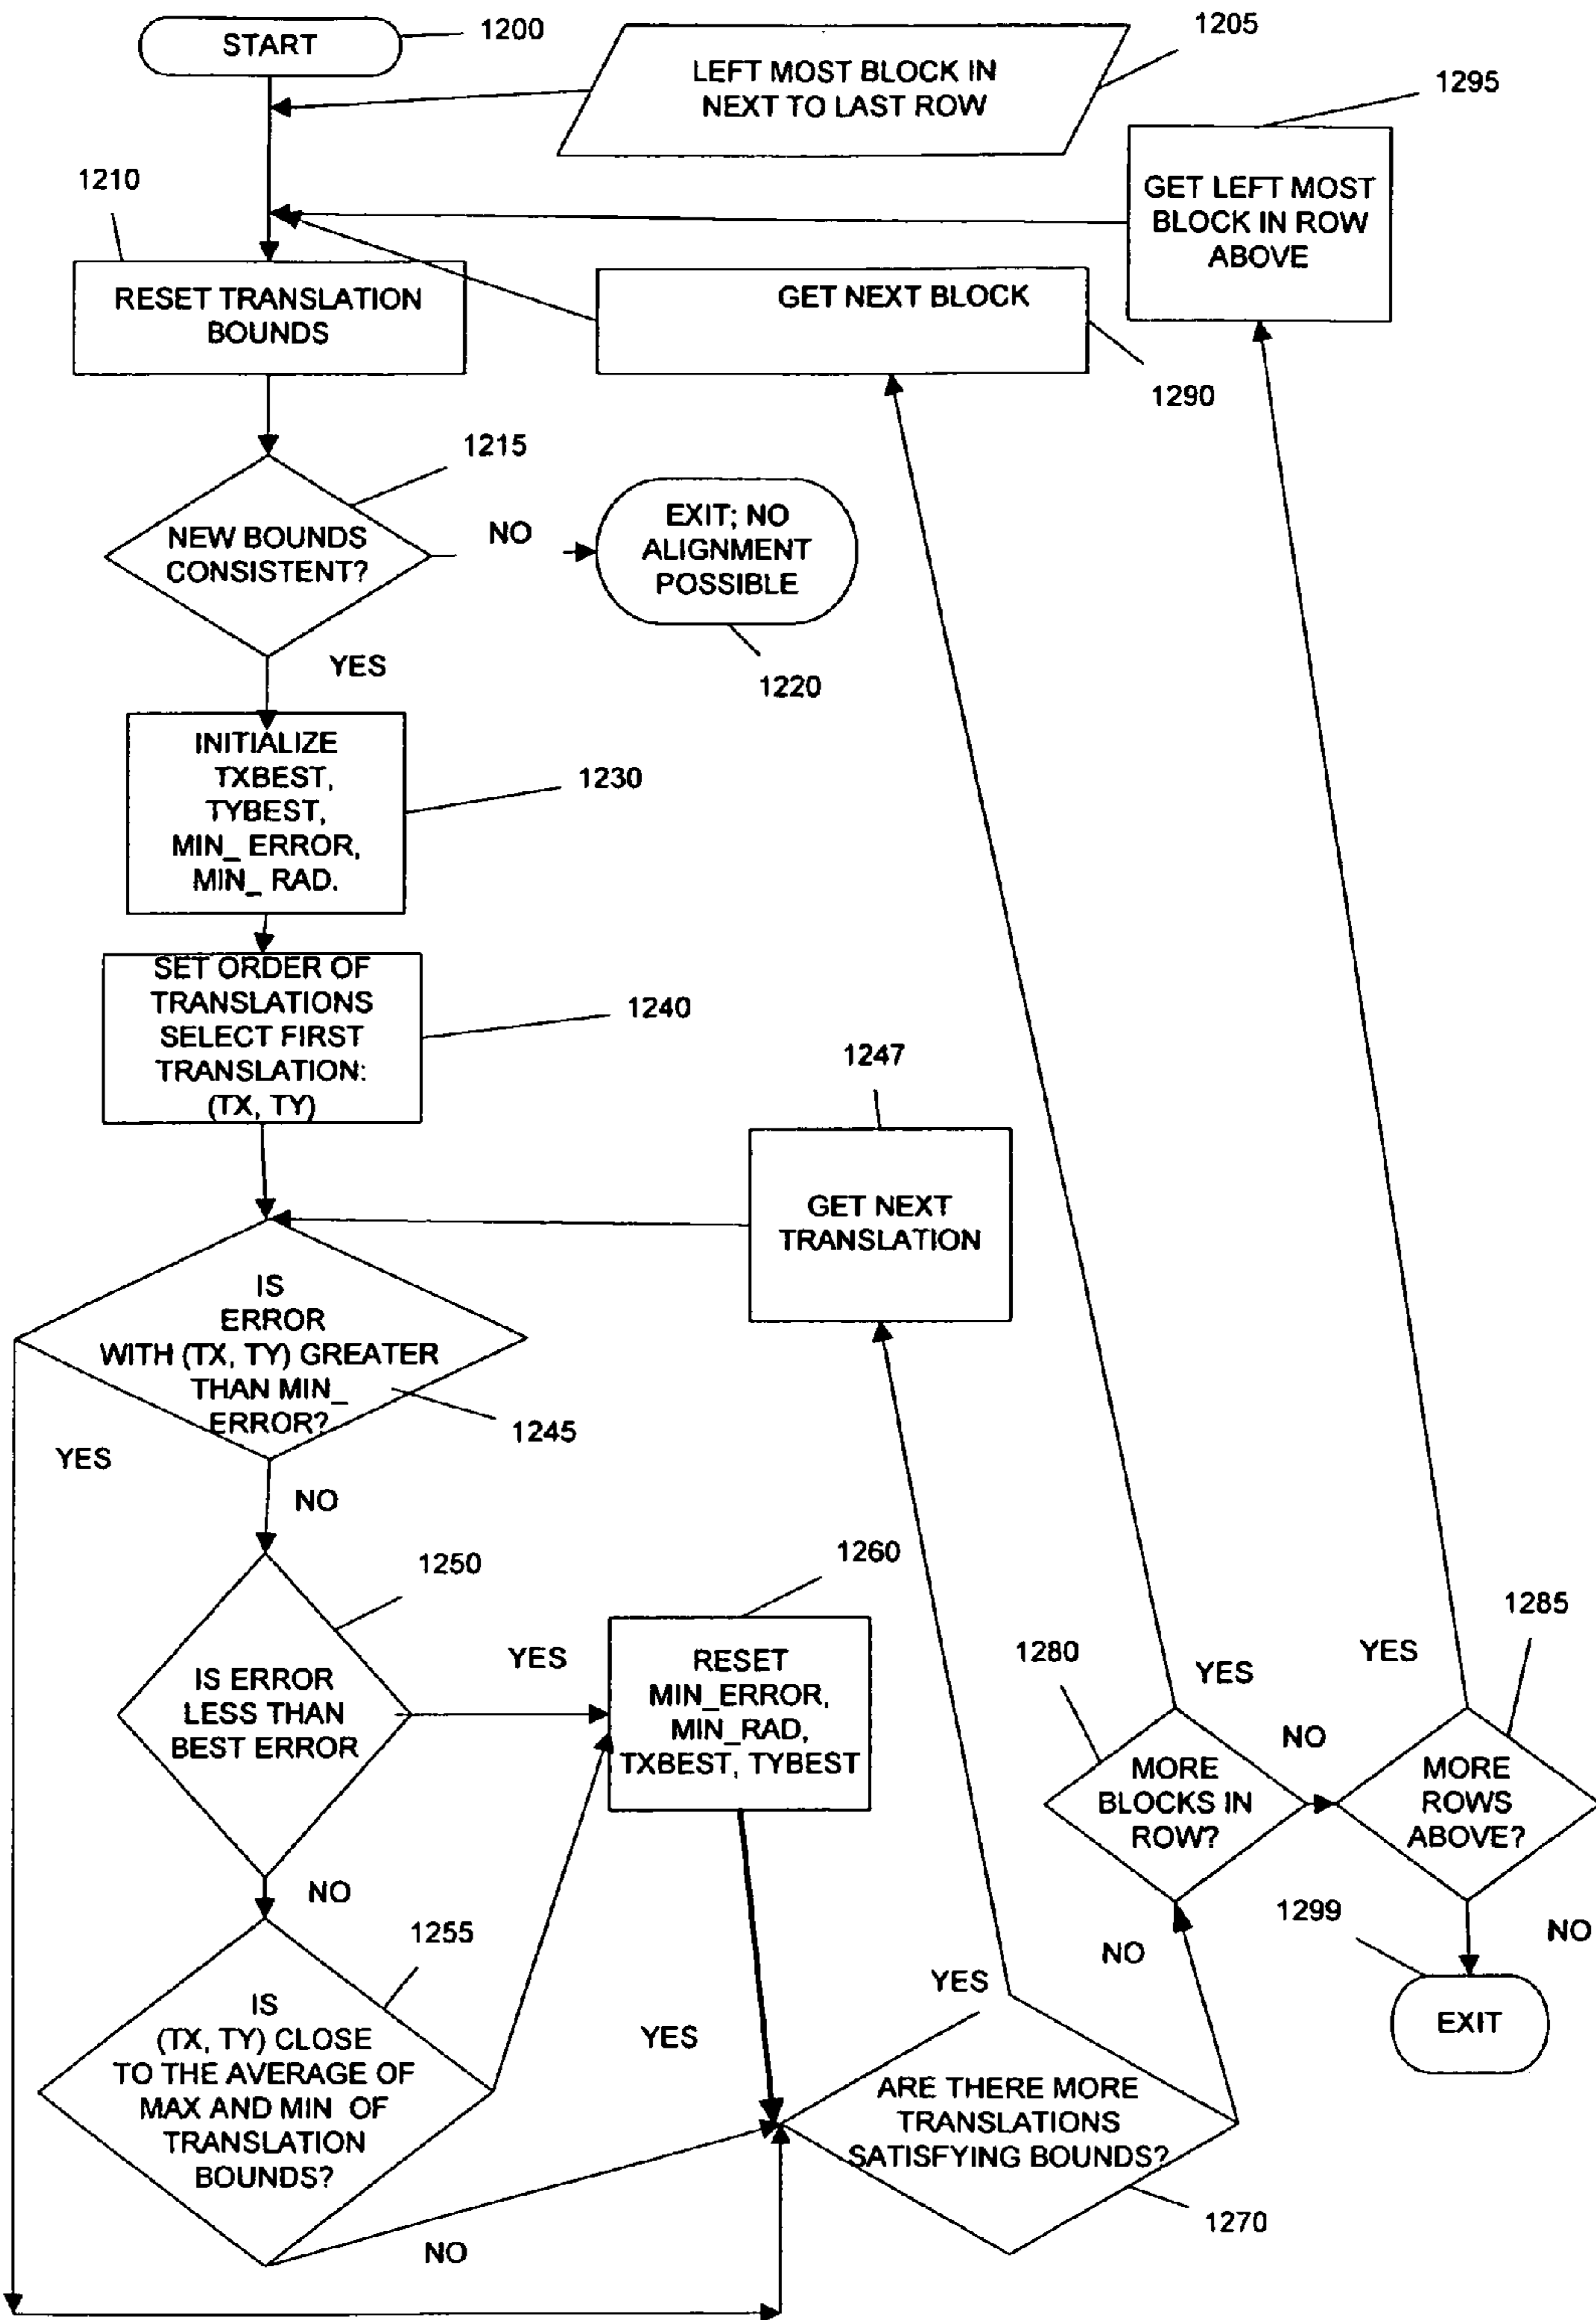 START
1200
LEFT MOST BLOCK IN
NEXT TO LAST ROW
1205
1295
GET LEFT MOST
BLOCK IN ROW
ABOVE
1210
RESET TRANSLATION
BOUNDS
GET NEXT BLOCK
1290
1215
NEW BOUNDS
CONSISTENT?
NO
EXIT; NO
ALIGNMENT
POSSIBLE
1220
YES
INITIALIZE
TXBEST,
TYBEST,
MIN_ ERROR,
MIN_ RAD.
1230
SET ORDER OF
TRANSLATIONS
SELECT FIRST
TRANSLATION:
(TX, TY)
1240
1247
GET NEXT
TRANSLATION
IS
ERROR
WITH (TX, TY) GREATER
THAN MIN_
ERROR?
1245
YES
NO
1250
IS ERROR
LESS THAN
BEST ERROR
YES
1260
RESET
MIN_ERROR,
MIN_RAD,
TXBEST, TYBEST
NO
1255
IS
(TX, TY) CLOSE
TO THE AVERAGE OF
MAX AND MIN OF
TRANSLATION
BOUNDS?
YES
NO
ARE THERE MORE
TRANSLATIONS
SATISFYING BOUNDS?
1270
YES
NO
1280
MORE
BLOCKS IN
ROW?
YES
NO
1285
MORE
ROWS
ABOVE?
YES
NO
1299
EXIT